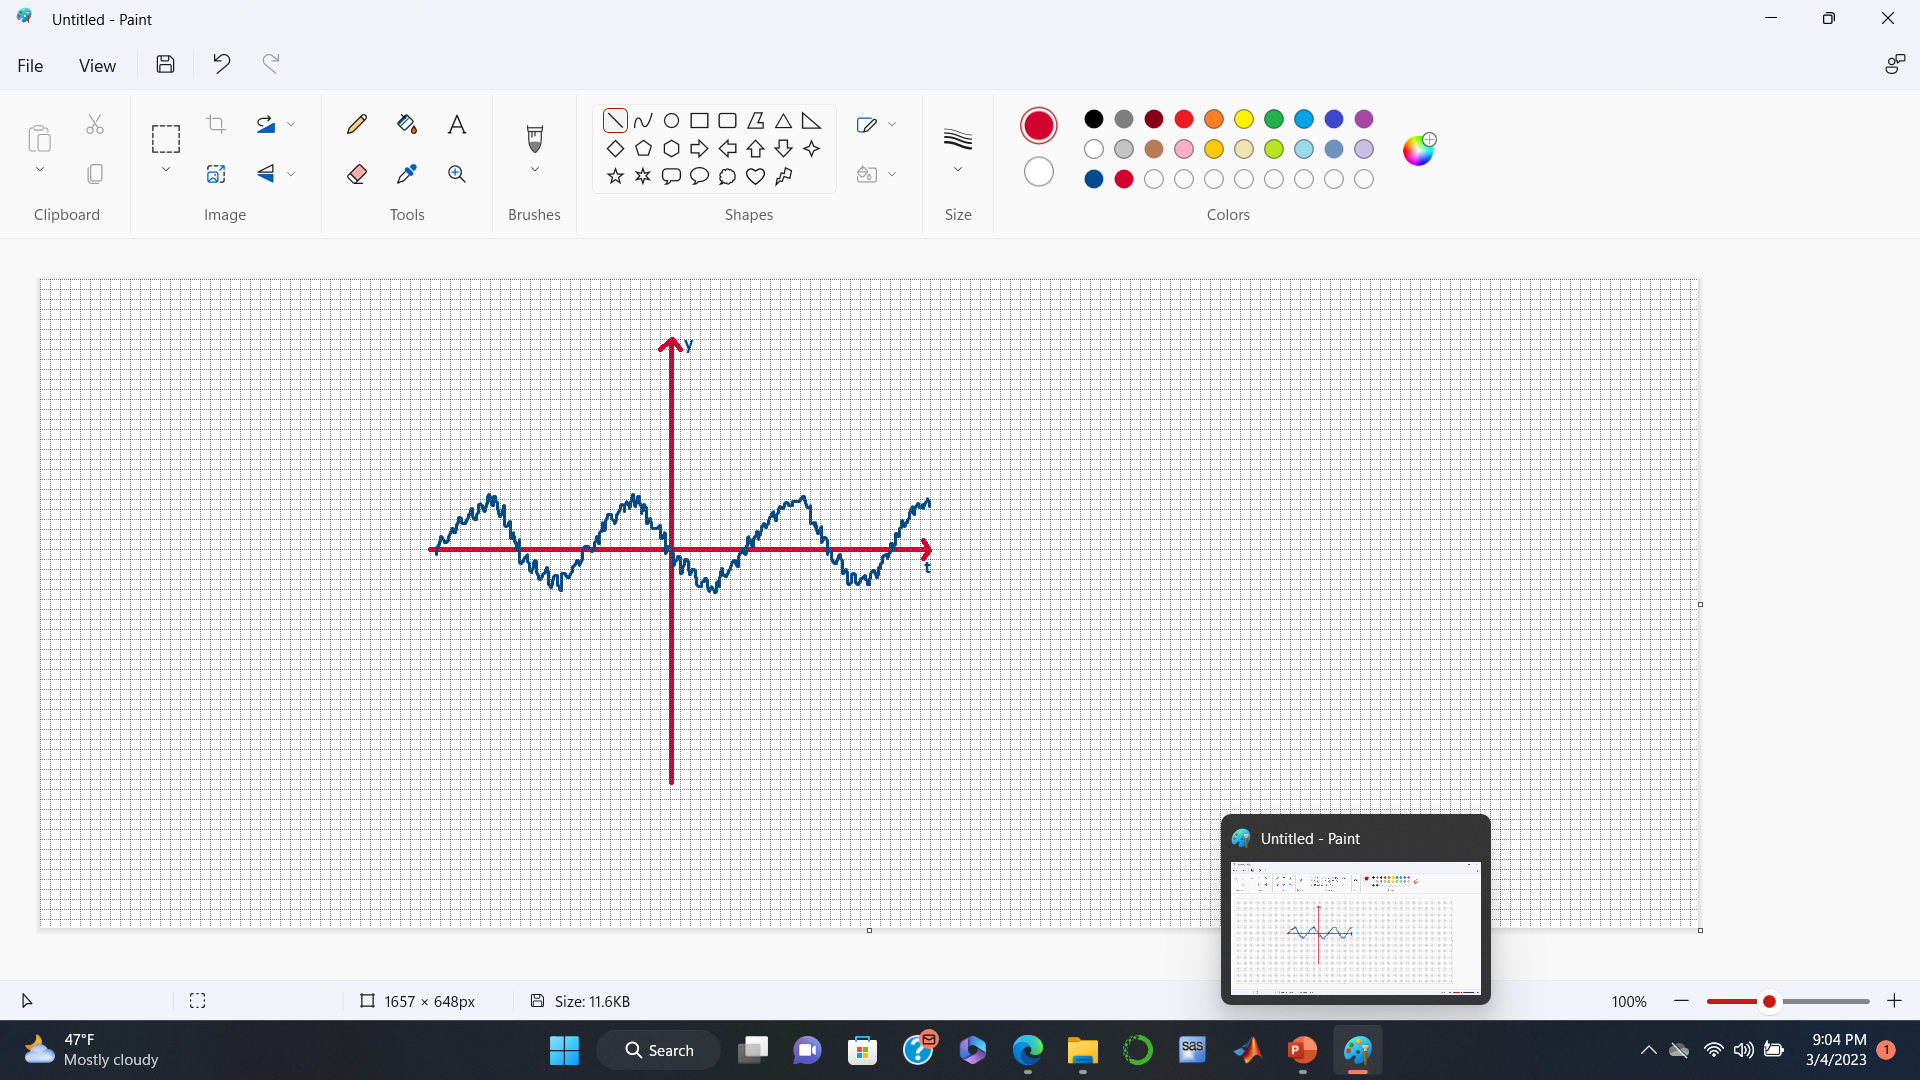 Untitled - Paint
File View
Clipboard
Image
Tools
Brushes
Shapes
Size
Colors
y
t
Untitled - Paint
1657 × 648px
Size: 11.6KB
100%
47°F
Mostly cloudy
Search
sas
P
9:04 PM
3/4/2023
1